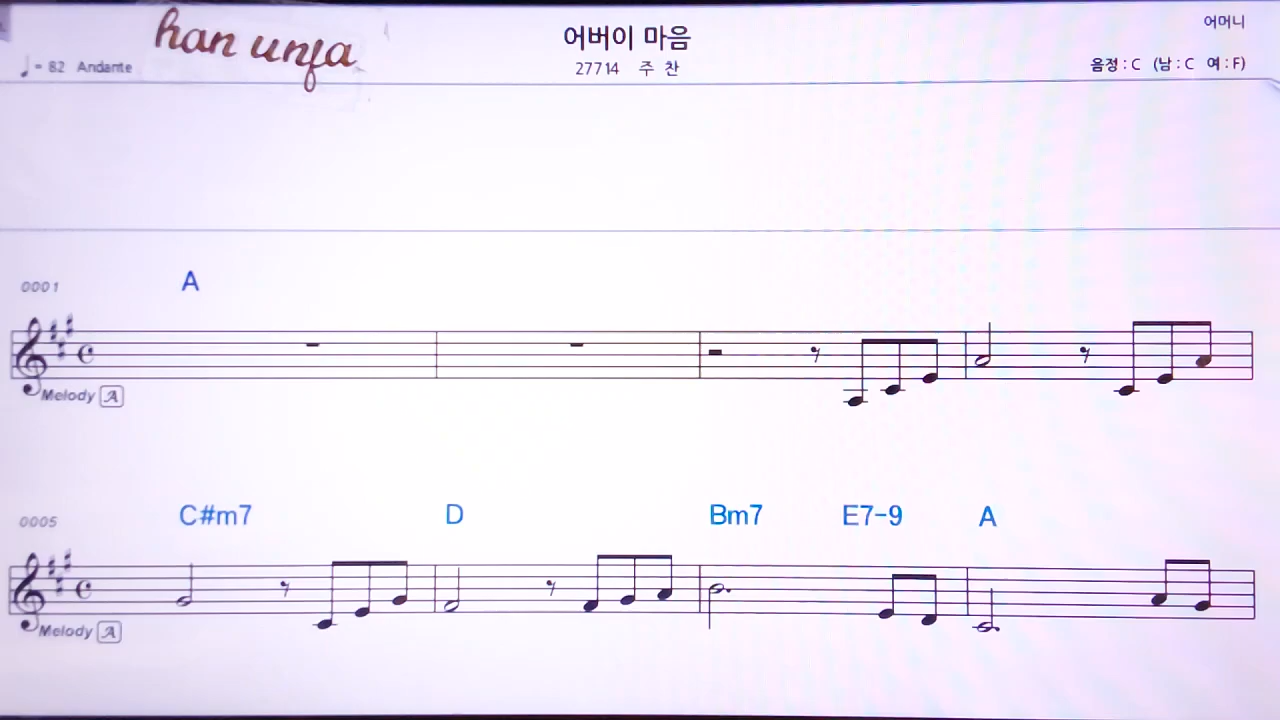 han unja
어버이 마음
어머니
♩= 82 Andante
27714 주 찬
음정 : C (남 : C 여 : F)
0001
A
Melody A
0005
C#m7 D Bm7 E7-9 A
Melody A